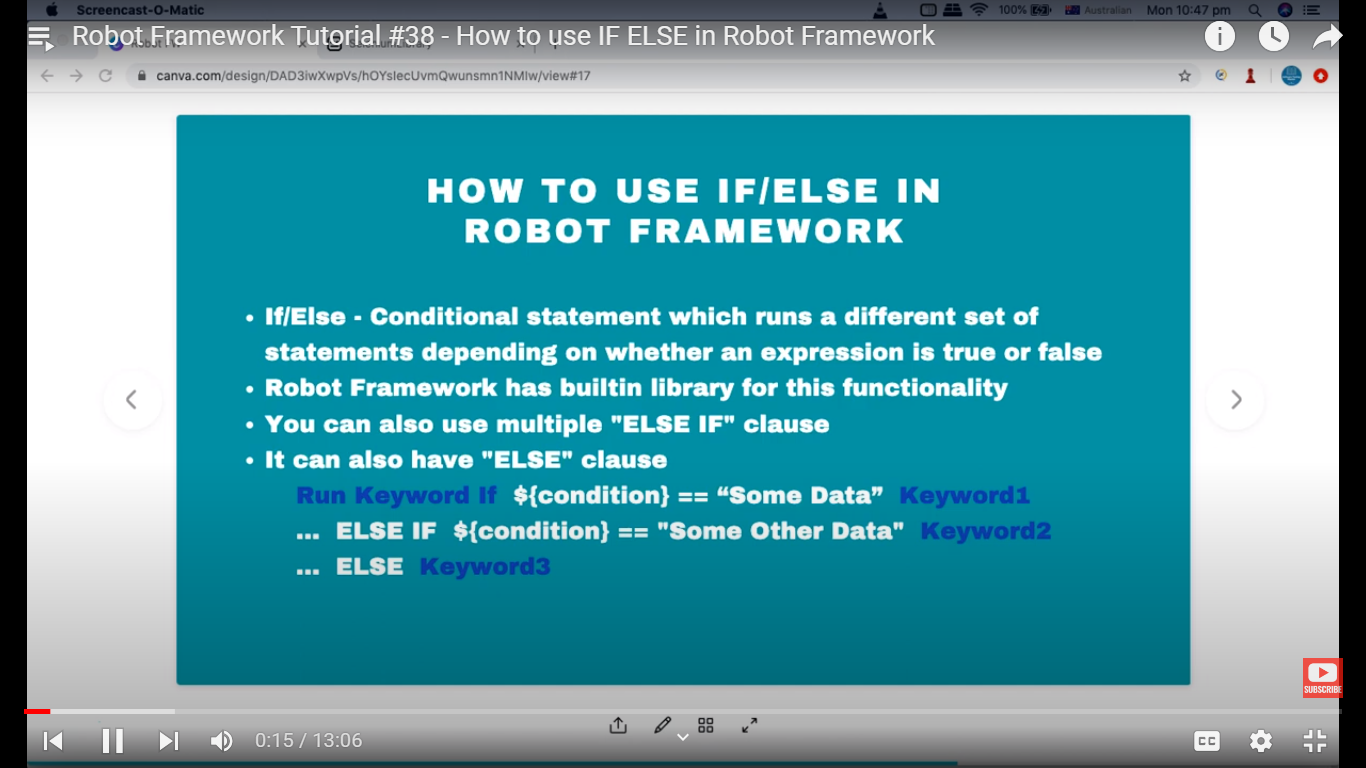 Screencast-O-Matic
100%
Australian
Mon 10:47 pm
Robot Framework Tutorial #38 - How to use IF ELSE in Robot Framework
canva.com/design/DAD3iwXwpVs/hOYsIecUvmQwunsmn1NMIw/view#17
HOW TO USE IF/ELSE IN
ROBOT FRAMEWORK
• If/Else - Conditional statement which runs a different set of
statements depending on whether an expression is true or false
• Robot Framework has builtin library for this functionality
• You can also use multiple "ELSE IF" clause
• It can also have "ELSE" clause
Run Keyword If ${condition} == “Some Data” Keyword1
... ELSE IF ${condition} == "Some Other Data" Keyword2
... ELSE Keyword3
SUBSCRIBE
0:15 / 13:06
CC